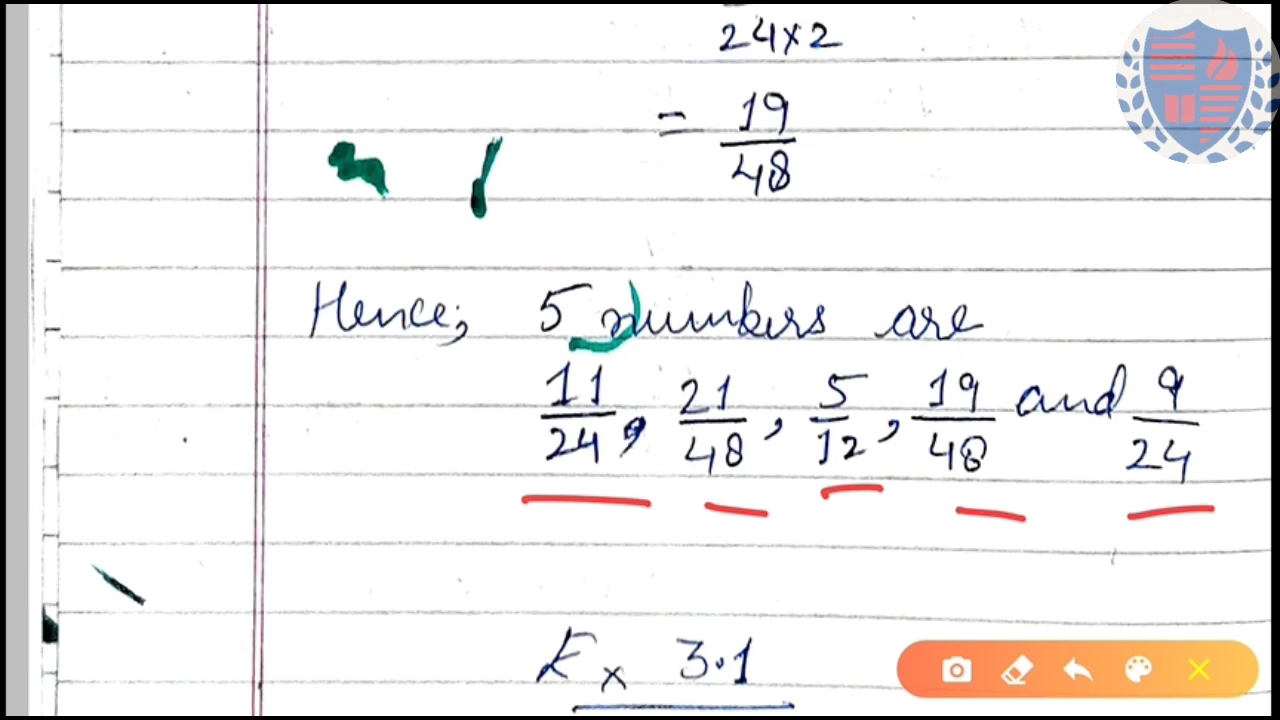 24×2
= 19/48
Hence; 5 numbers are
11/24, 21/48, 5/12, 19/48 and 9/24
Ex 3.1